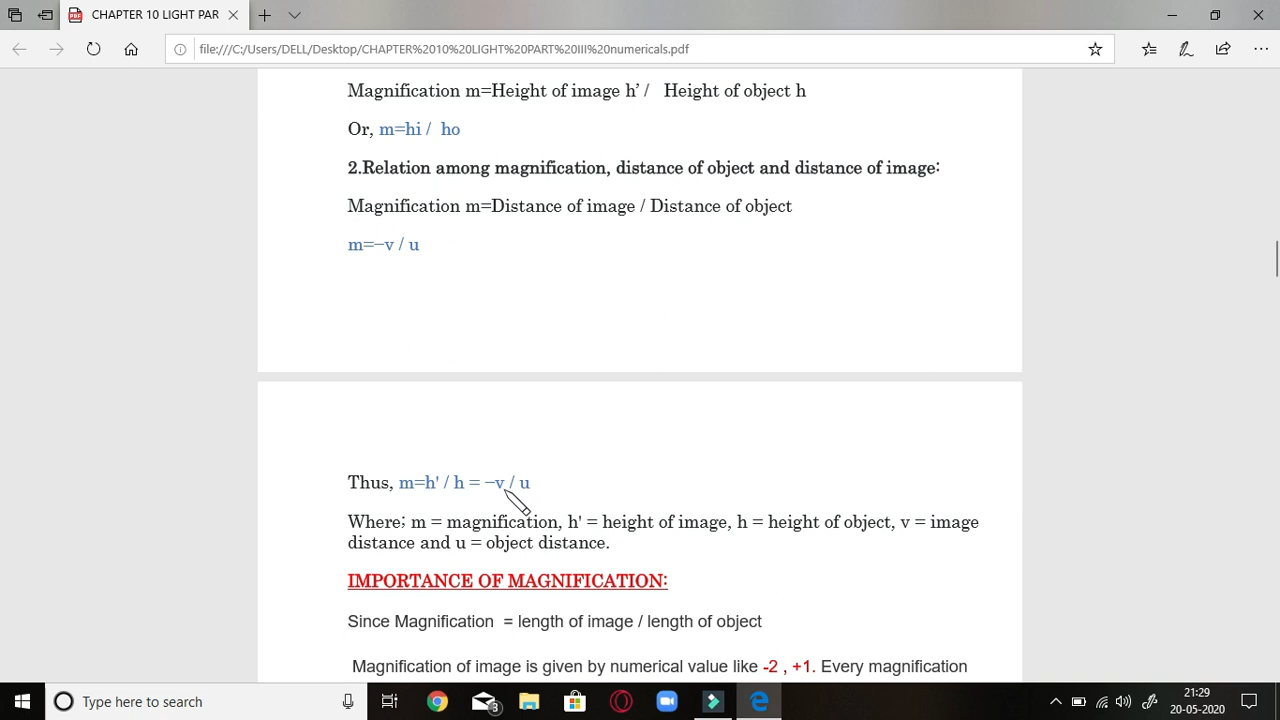 CHAPTER 10 LIGHT PAR
file:///C:/Users/DELL/Desktop/CHAPTER%2010%20LIGHT%20PART%20III%20numericals.pdf
Magnification m=Height of image h’ / Height of object h
Or, m=hi / ho
2.Relation among magnification, distance of object and distance of image:
Magnification m=Distance of image / Distance of object
m=−v / u
Thus, m=h' / h = −v / u
Where; m = magnification, h' = height of image, h = height of object, v = image
distance and u = object distance.
IMPORTANCE OF MAGNIFICATION:
Since Magnification = length of image / length of object
Magnification of image is given by numerical value like -2 , +1. Every magnification
Type here to search
3
21:29
20-05-2020